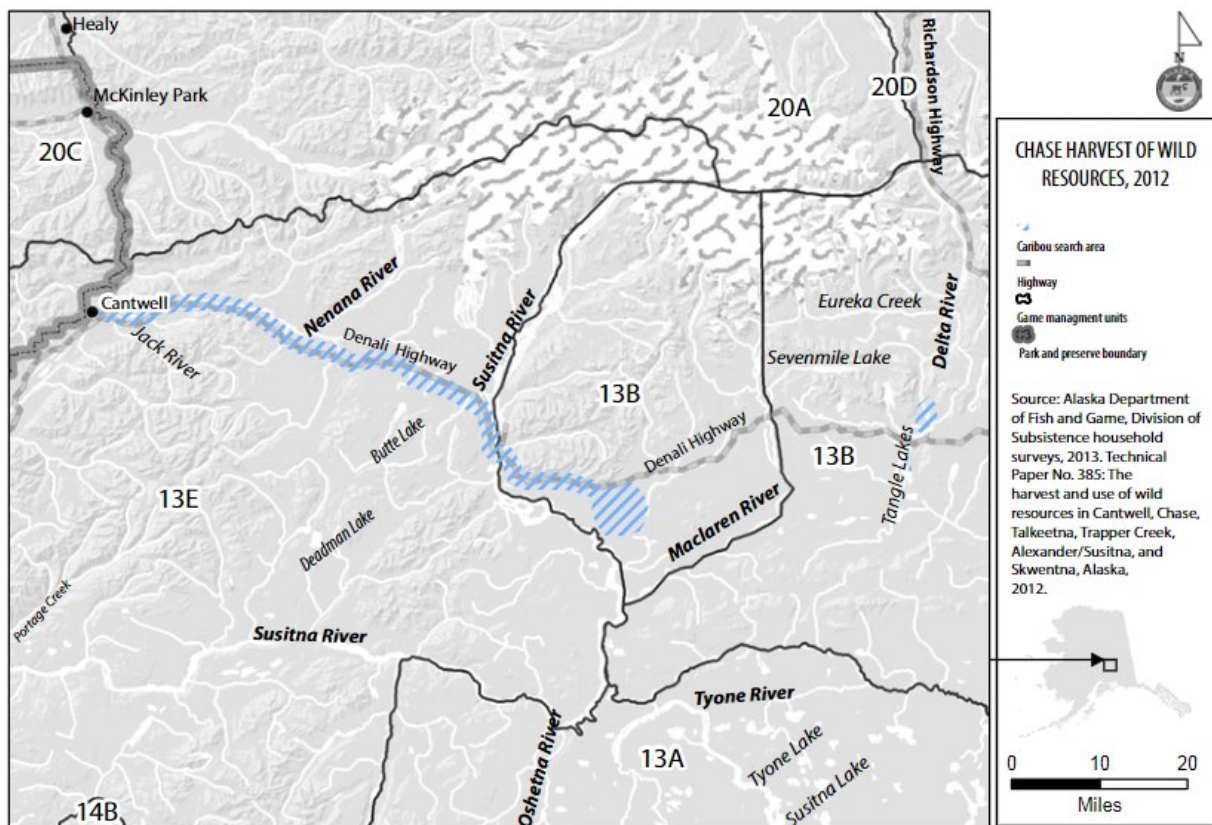 Healy
McKinley Park
20C
20A
20D
Richardson Highway
Cantwell
Jack River
Nenana River
Denali Highway
Susitna River
Eureka Creek
Sevenmile Lake
Delta River
13B
Denali Highway
Butte Lake
13B
Tangle Lakes
13E
Deadman Lake
Maclaren River
Portage Creek
Susitna River
Tyone River
Oshetna River
13A
Tyone Lake
Susitna Lake
14B
N
CHASE HARVEST OF WILD
RESOURCES, 2012
Caribou search area
Highway
Game managment units
Park and preserve boundary
Source: Alaska Department
of Fish and Game, Division of
Subsistence household
surveys, 2013. Technical
Paper No. 385: The
harvest and use of wild
resources in Cantwell, Chase,
Talkeetna, Trapper Creek,
Alexander/Susitna, and
Skwentna, Alaska,
2012.
0 10 20
Miles